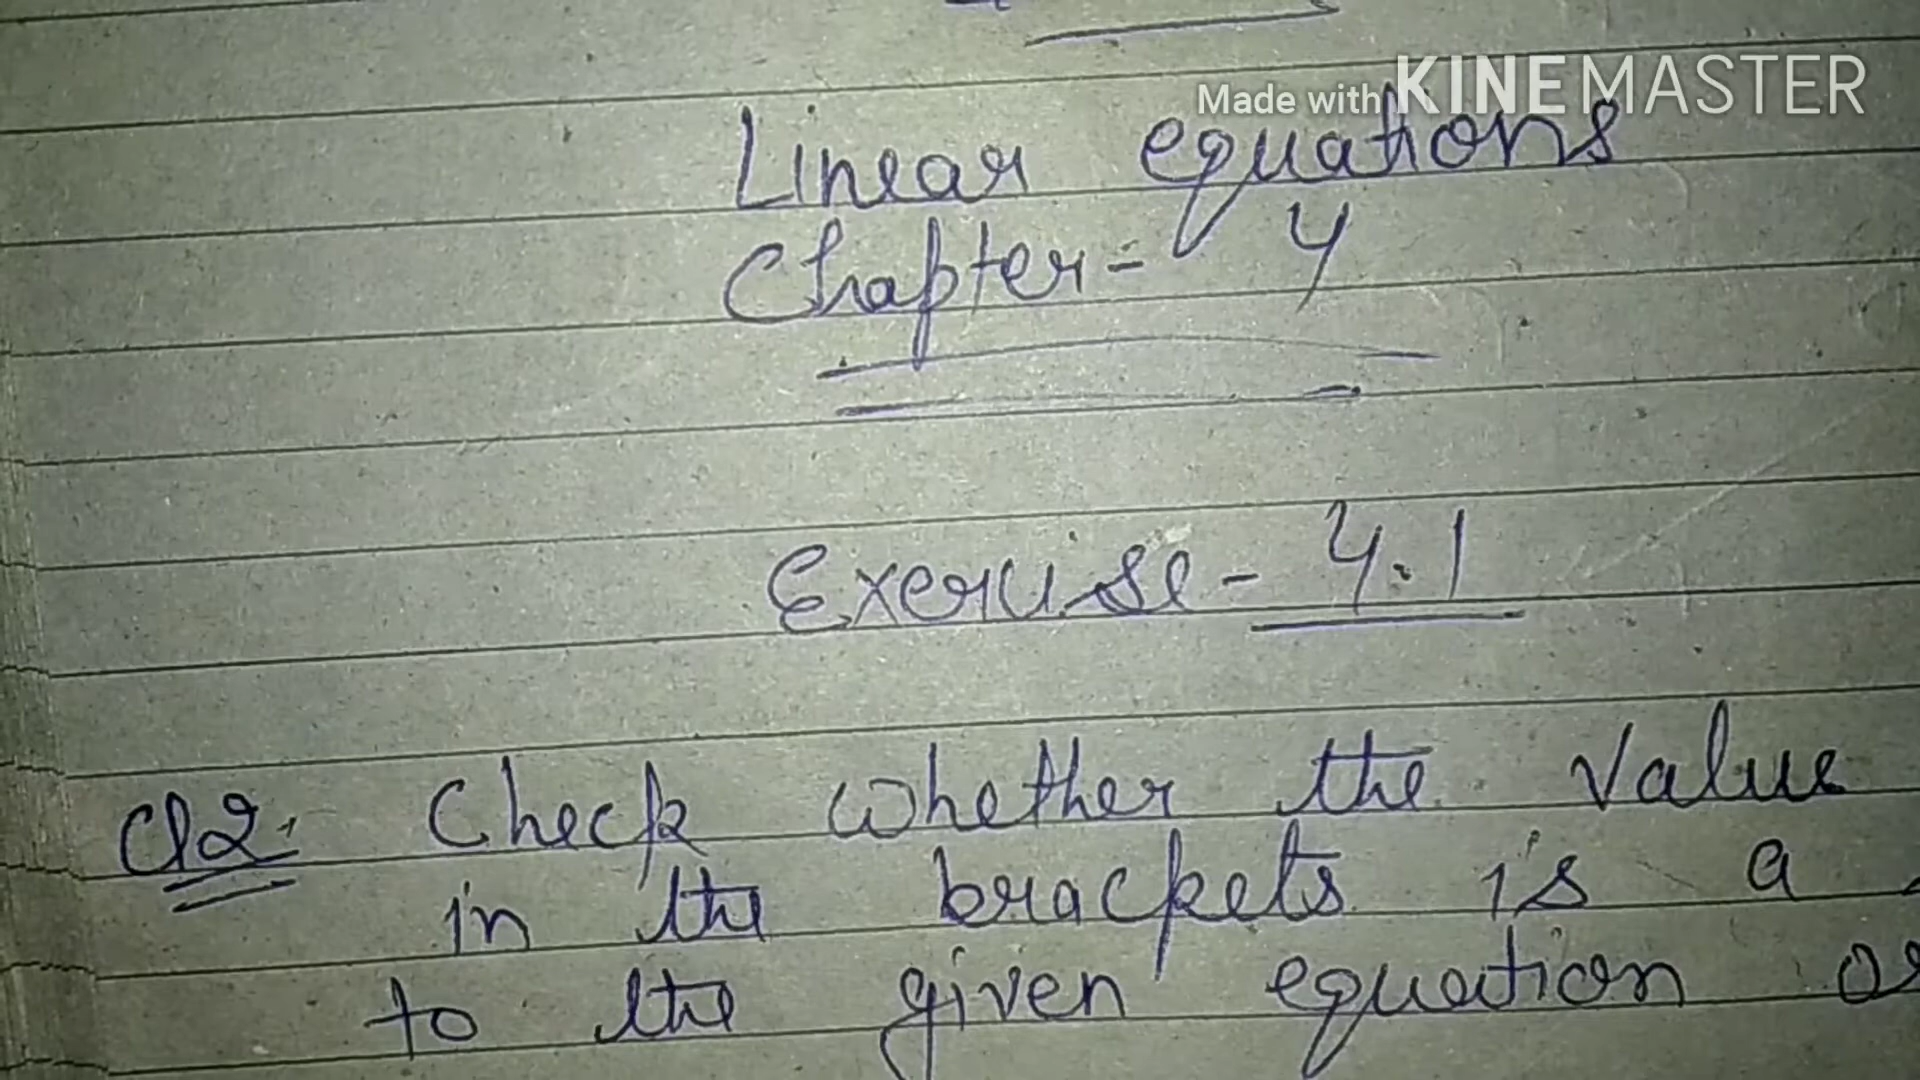 Made with KINEMASTER
Linear equations
Chapter- 4
Exercise- 4.1
Q2. Check whether the value
in the brackets is a
to the given equation or